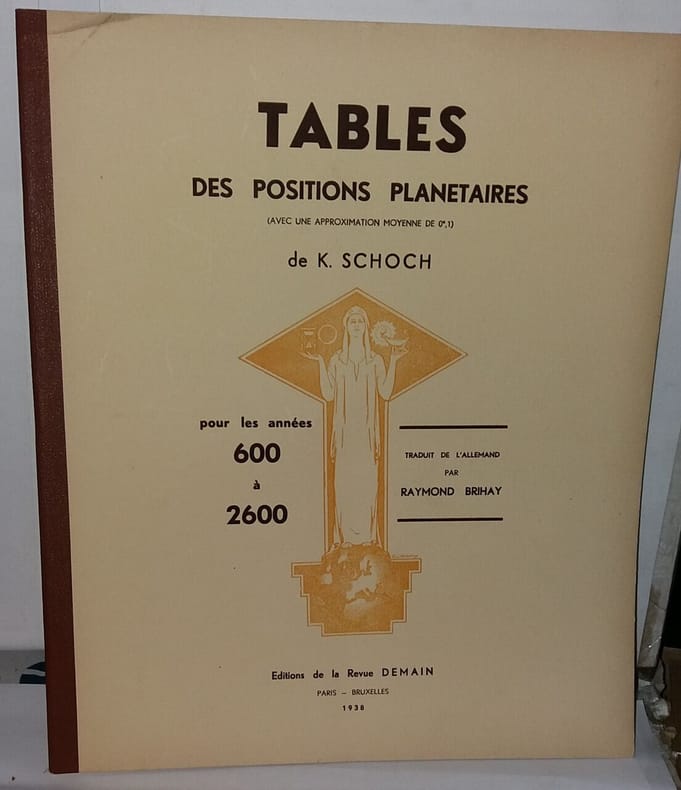 TABLES
DES POSITIONS PLANETAIRES
(AVEC UNE APPROXIMATION MOYENNE DE 0°,1)
de K. SCHOCH
pour les années
600
à
2600
TRADUIT DE L'ALLEMAND
PAR
RAYMOND BRIHAY
Editions de la Revue DEMAIN
PARIS – BRUXELLES
1938